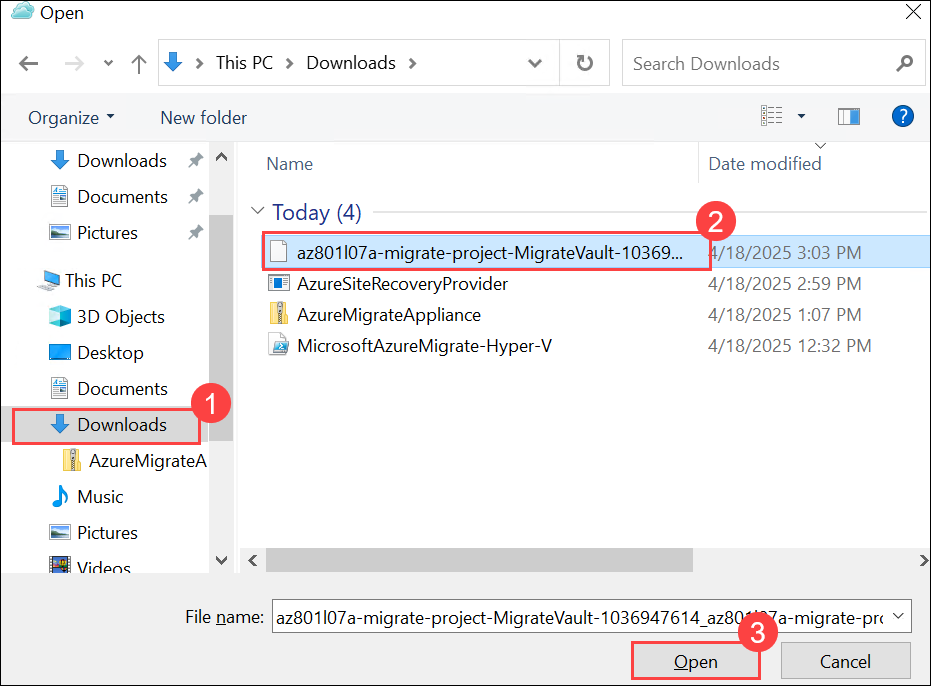 Open
This PC Downloads
Search Downloads
Organize New folder ?
Downloads
Documents
Pictures
This PC
3D Objects
Desktop
Documents
Downloads
1
AzureMigrateA
Music
Pictures
Videos
Name Date modified
Today (4)
2
az801l07a-migrate-project-MigrateVault-10369... 4/18/2025 3:03 PM
AzureSiteRecoveryProvider 4/18/2025 2:59 PM
AzureMigrateAppliance 4/18/2025 1:07 PM
MicrosoftAzureMigrate-Hyper-V 4/18/2025 12:32 PM
File name: az801l07a-migrate-project-MigrateVault-1036947614_az801l07a-migrate-prc
3
Open Cancel